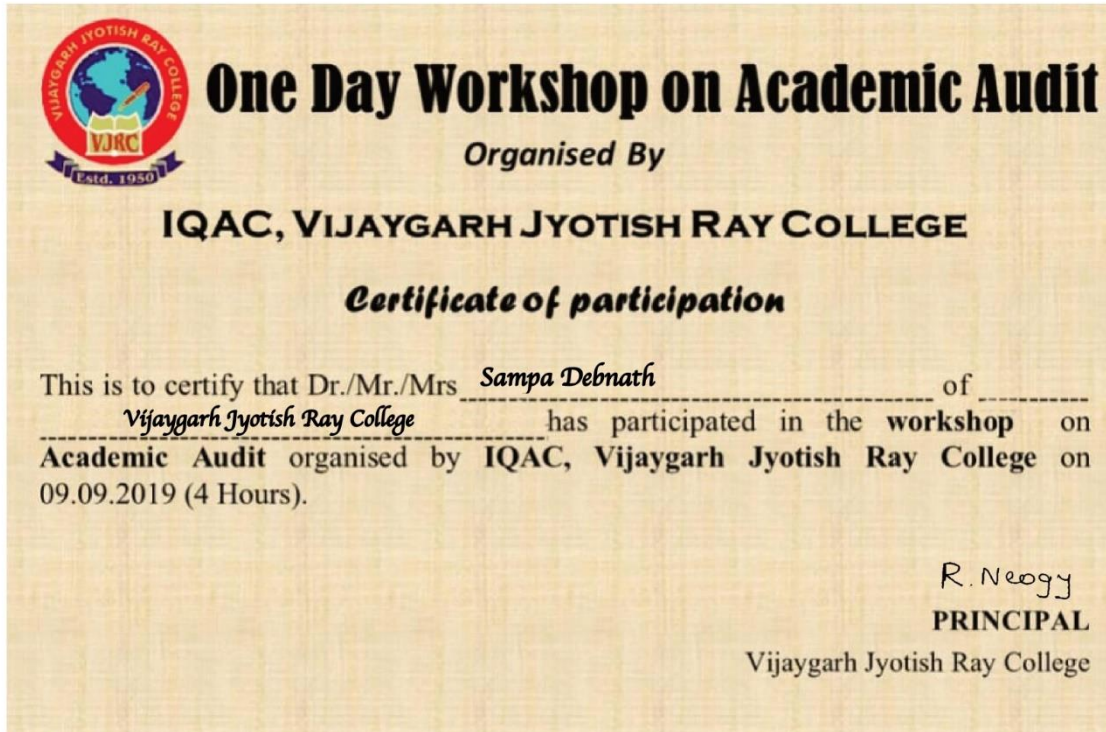 VIJAYGARH JYOTISH RAY COLLEGE
VJRC
Estd. 1950
One Day Workshop on Academic Audit
Organised By
IQAC, VIJAYGARH JYOTISH RAY COLLEGE
Certificate of participation
This is to certify that Dr./Mr./Mrs Sampa Debnath of
Vijaygarh Jyotish Ray College has participated in the workshop on
Academic Audit organised by IQAC, Vijaygarh Jyotish Ray College on
09.09.2019 (4 Hours).
R. Neogy
PRINCIPAL
Vijaygarh Jyotish Ray College